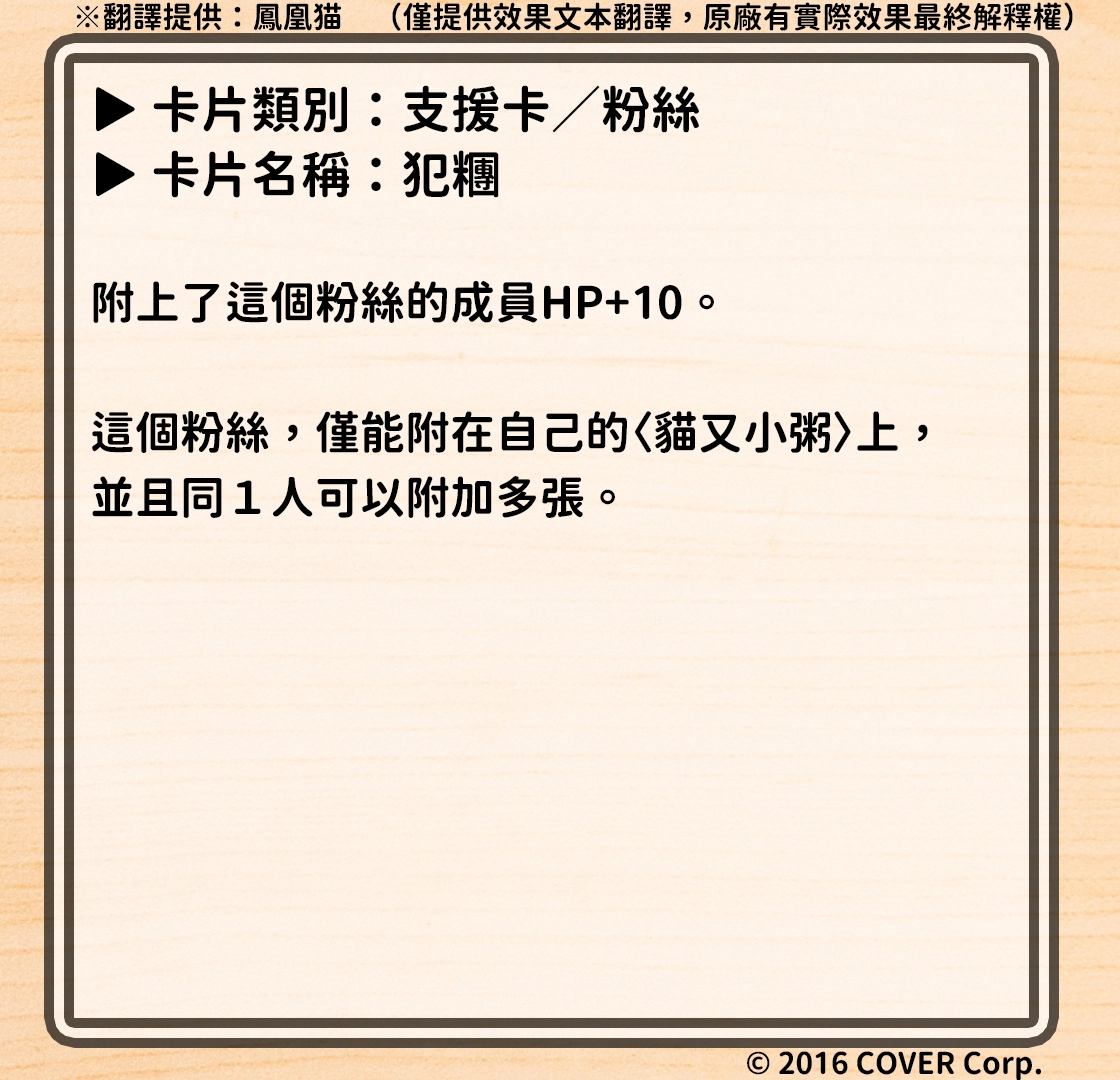 ※翻譯提供：鳳凰猫　（僅提供效果文本翻譯，原廠有實際效果最終解釋權）
▶ 卡片類別：支援卡／粉絲
▶ 卡片名稱：犯糰
附上了這個粉絲的成員HP+10。
這個粉絲，僅能附在自己的〈貓又小粥〉上，
並且同１人可以附加多張。
© 2016 COVER Corp.